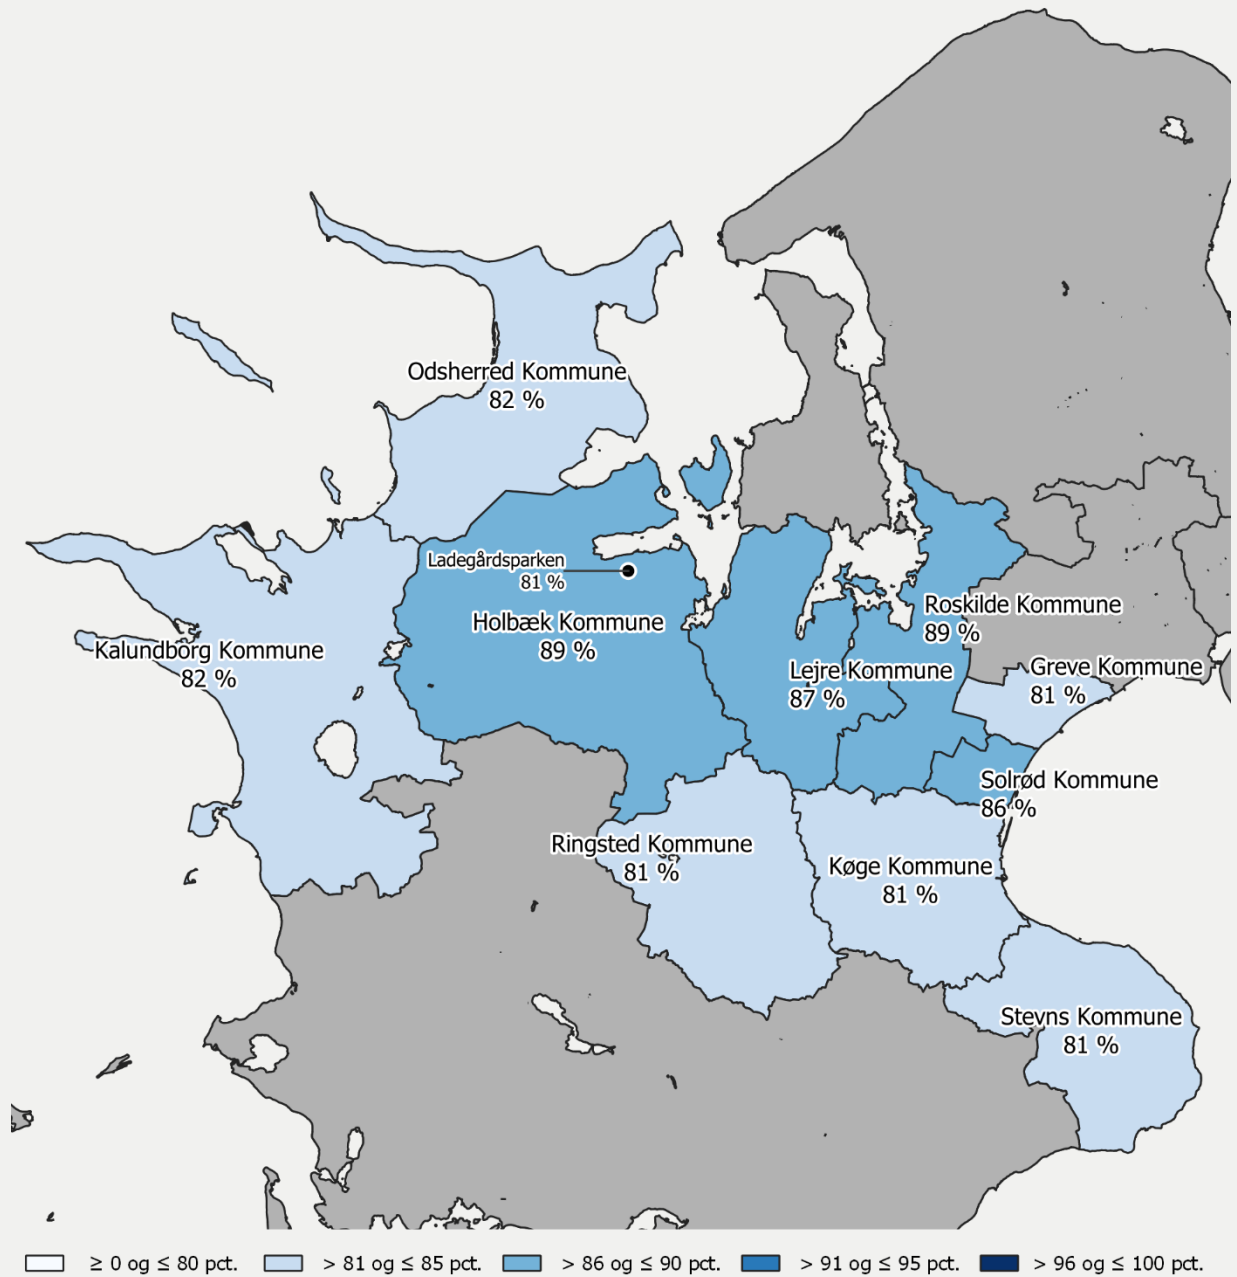 Odsherred Kommune
82 %
Ladegårdsparken
81 %
Holbæk Kommune
89 %
Roskilde Kommune
89 %
Kalundborg Kommune
82 %
Lejre Kommune
87 %
Greve Kommune
81 %
Solrød Kommune
86 %
Ringsted Kommune
81 %
Køge Kommune
81 %
Stevns Kommune
81 %
≥ 0 og ≤ 80 pct.
> 81 og ≤ 85 pct.
> 86 og ≤ 90 pct.
> 91 og ≤ 95 pct.
> 96 og ≤ 100 pct.